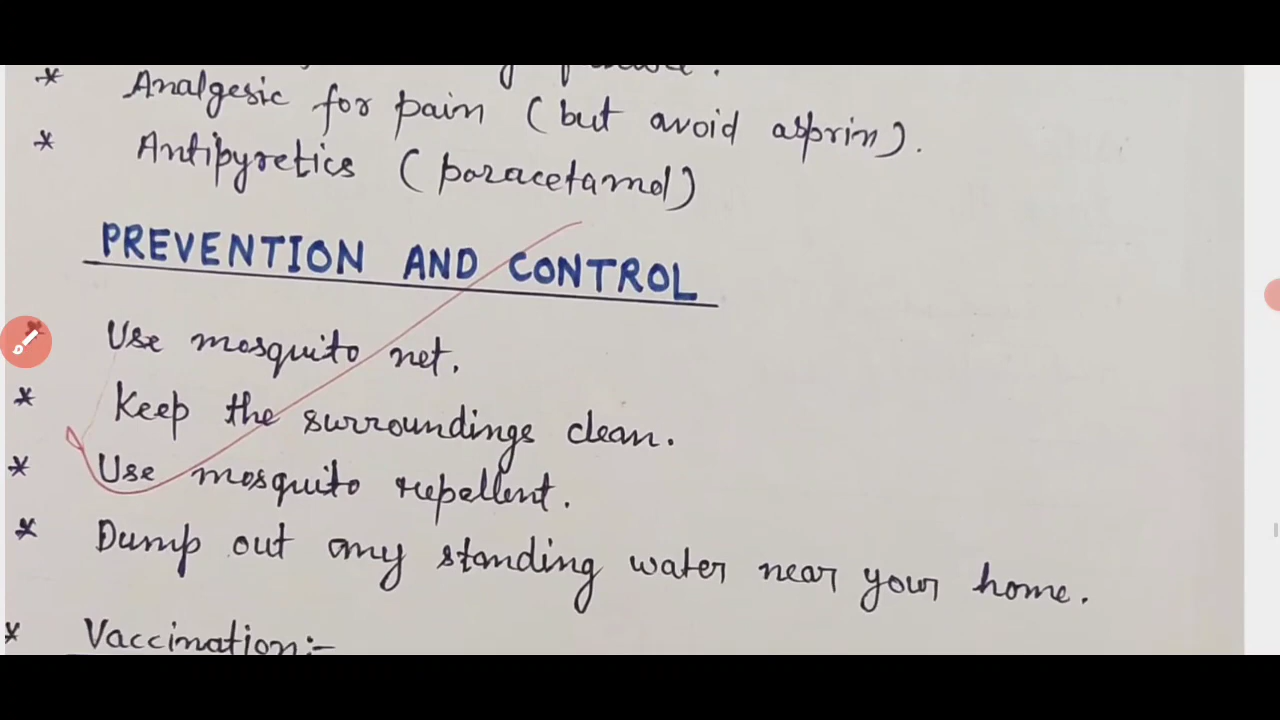 * Analgesic for pain (but avoid asprin).
* Antipyretics (paracetamol)
PREVENTION AND CONTROL
* Use mosquito net.
* Keep the surroundings clean.
* Use mosquito repellent.
* Dump out any standing water near your home.
* Vaccination:-